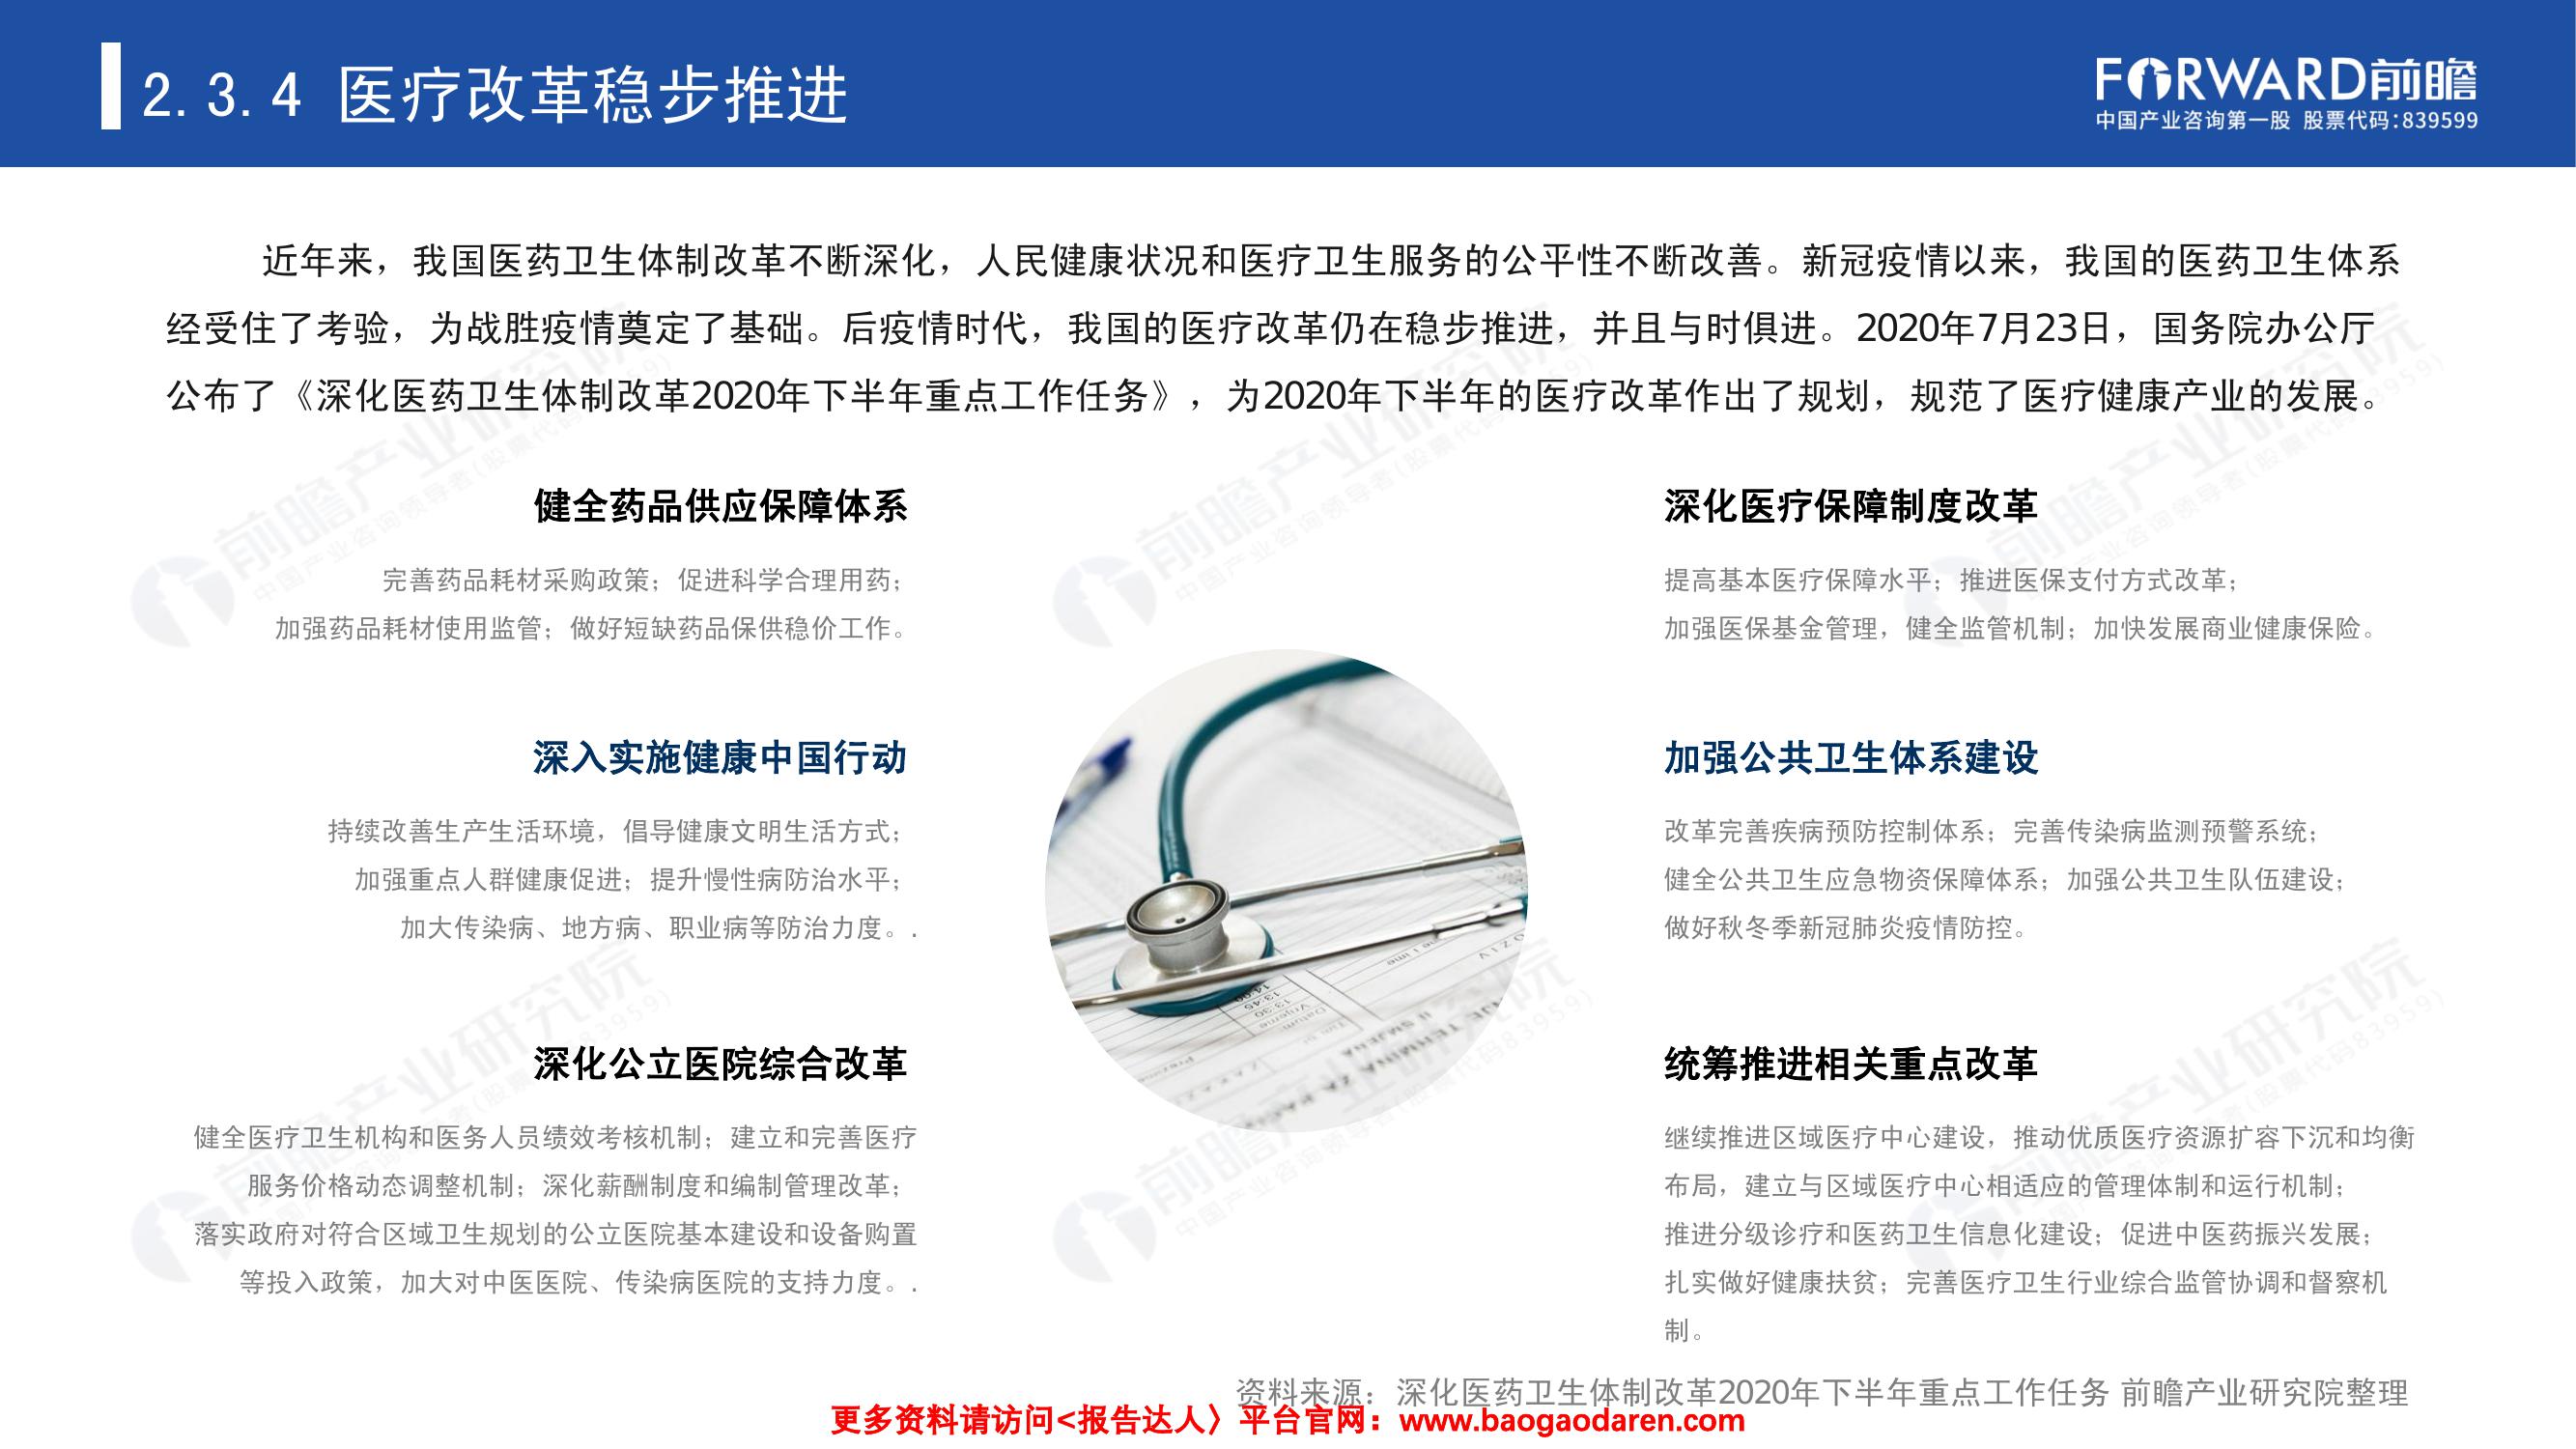 2.3.4 医疗改革稳步推进
FORWARD前瞻
中国产业咨询第一股 股票代码:839599
近年来，我国医药卫生体制改革不断深化，人民健康状况和医疗卫生服务的公平性不断改善。新冠疫情以来，我国的医药卫生体系
经受住了考验，为战胜疫情奠定了基础。后疫情时代，我国的医疗改革仍在稳步推进，并且与时俱进。2020年7月23日，国务院办公厅
公布了《深化医药卫生体制改革2020年下半年重点工作任务》，为2020年下半年的医疗改革作出了规划，规范了医疗健康产业的发展。
健全药品供应保障体系
完善药品耗材采购政策；促进科学合理用药；
加强药品耗材使用监管；做好短缺药品保供稳价工作。
深入实施健康中国行动
持续改善生产生活环境，倡导健康文明生活方式；
加强重点人群健康促进；提升慢性病防治水平；
加大传染病、地方病、职业病等防治力度。.
深化公立医院综合改革
健全医疗卫生机构和医务人员绩效考核机制；建立和完善医疗
服务价格动态调整机制；深化薪酬制度和编制管理改革；
落实政府对符合区域卫生规划的公立医院基本建设和设备购置
等投入政策，加大对中医医院、传染病医院的支持力度。.
深化医疗保障制度改革
提高基本医疗保障水平；推进医保支付方式改革；
加强医保基金管理，健全监管机制；加快发展商业健康保险。
加强公共卫生体系建设
改革完善疾病预防控制体系；完善传染病监测预警系统；
健全公共卫生应急物资保障体系；加强公共卫生队伍建设；
做好秋冬季新冠肺炎疫情防控。
统筹推进相关重点改革
继续推进区域医疗中心建设，推动优质医疗资源扩容下沉和均衡
布局，建立与区域医疗中心相适应的管理体制和运行机制；
推进分级诊疗和医药卫生信息化建设；促进中医药振兴发展；
扎实做好健康扶贫；完善医疗卫生行业综合监管协调和督察机
制。
资料来源：深化医药卫生体制改革2020年下半年重点工作任务 前瞻产业研究院整理
更多资料请访问<报告达人〉平台官网：www.baogaodaren.com